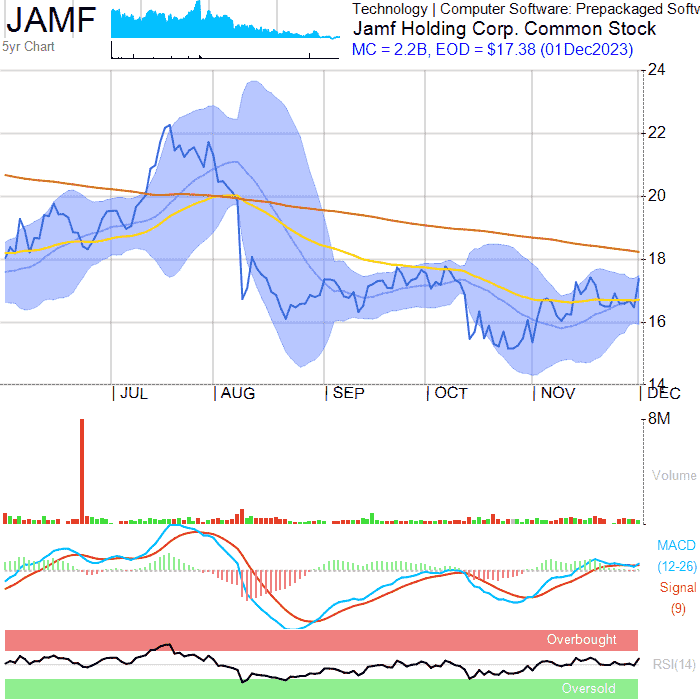 JAMF
5yr Chart
Technology | Computer Software: Prepackaged Softw
Jamf Holding Corp. Common Stock
MC = 2.2B, EOD = $17.38 (01Dec2023)
24
22
20
18
16
14
JUL AUG SEP OCT NOV DEC
8M
Volume
MACD
(12-26)
Signal
(9)
Overbought
RSI(14)
Oversold